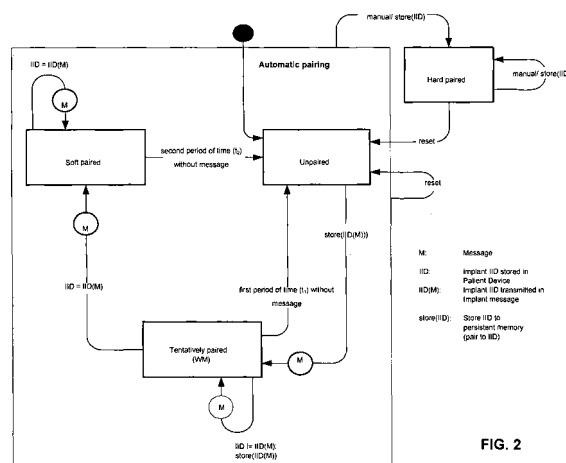 manual/ store(IID)
IID = IID(M)
Automatic pairing
M
Hard paired
manual/ store(IID
Soft paired
second period of time (t2)
without message
Unpaired
reset
reset
M
store(IID(M)))
IID = IID(M)
first period of time (t1) without
message
M: Message
IID: Implant IID stored in
Patient Device
IID(M): Implant IID transmitted in
Implant message
store(IID): Store IID to
persistent memory
(pair to IID)
Tentatively paired
(WM)
M
M
IID != IID(M):
store(IID(M))
FIG. 2